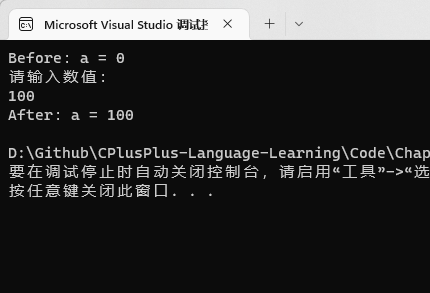 Microsoft Visual Studio 调试
Before: a = 0
请输入数值:
100
After: a = 100
D:\Github\CPlusPlus-Language-Learning\Code\Chap
要在调试停止时自动关闭控制台，请启用“工具”->“选
按任意键关闭此窗口. . .